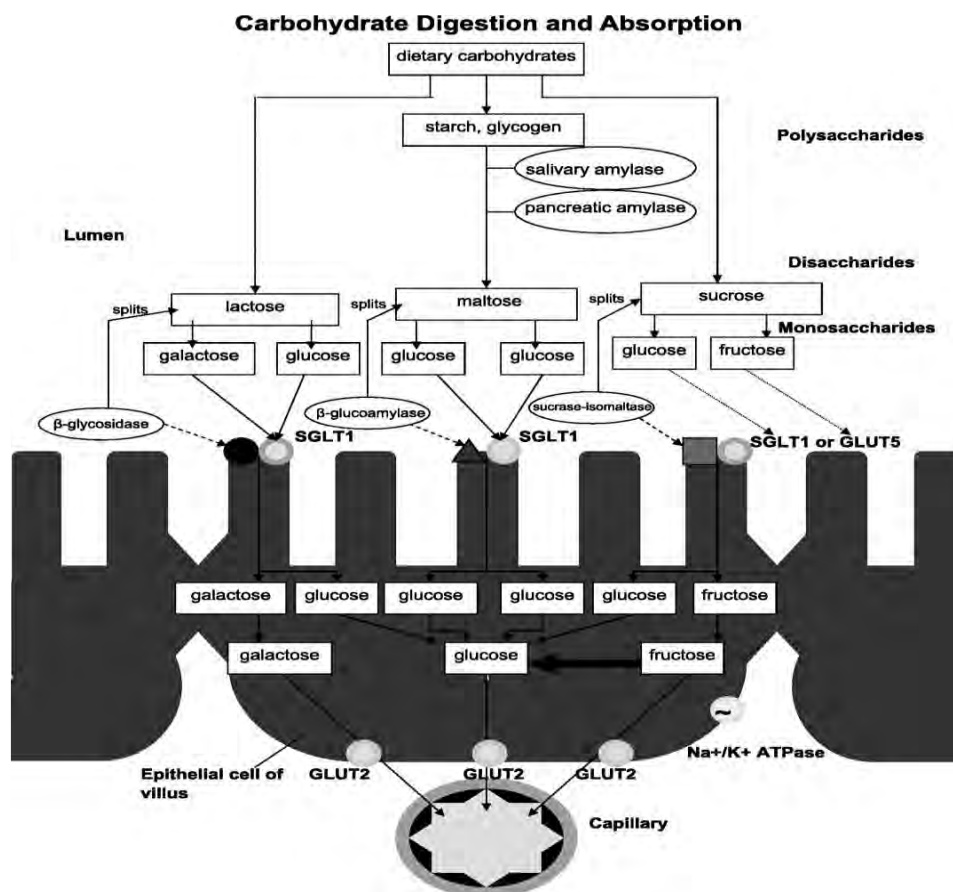 Carbohydrate Digestion and Absorption
dietary carbohydrates
starch, glycogen
Polysaccharides
salivary amylase
pancreatic amylase
Lumen
Disaccharides
splits
lactose
splits
maltose
splits
sucrose
Monosaccharides
galactose
glucose
glucose
glucose
glucose
fructose
β-glycosidase
β-glucoamylase
sucrase-isomaltase
SGLT1
SGLT1
SGLT1 or GLUT5
galactose
glucose
glucose
glucose
glucose
fructose
galactose
glucose
fructose
~
Na+/K+ ATPase
Epithelial cell of
villus
GLUT2
GLUT2
GLUT2
Capillary